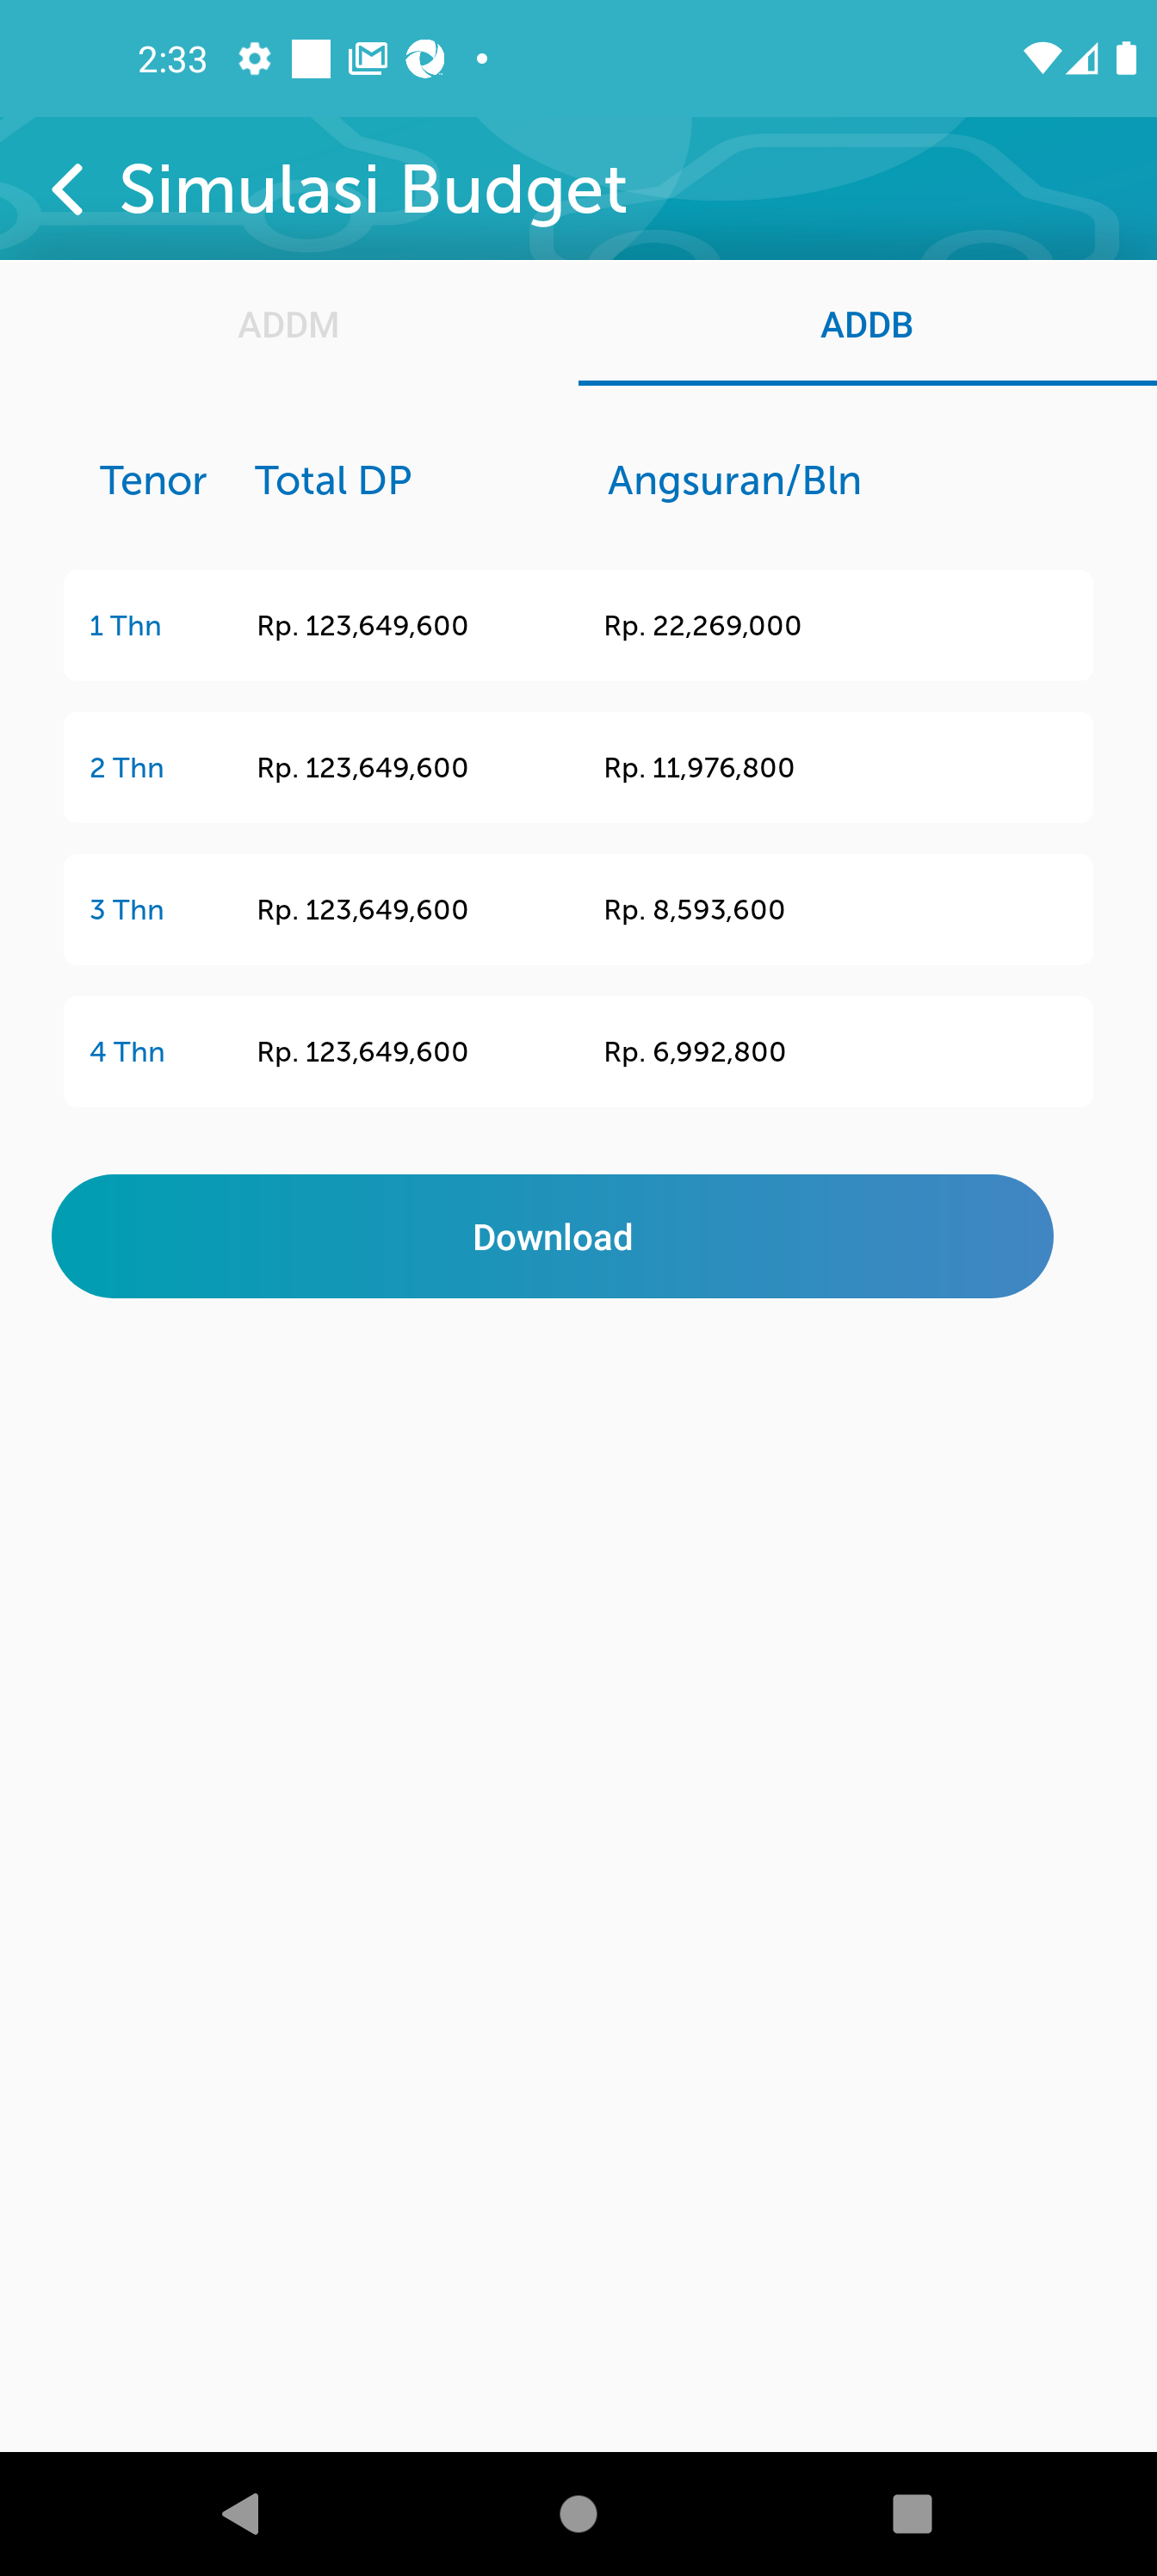 2:33
Simulasi Budget
ADDM ADDB
Tenor Total DP Angsuran/Bln
1 Thn Rp. 123,649,600 Rp. 22,269,000
2 Thn Rp. 123,649,600 Rp. 11,976,800
3 Thn Rp. 123,649,600 Rp. 8,593,600
4 Thn Rp. 123,649,600 Rp. 6,992,800
Download